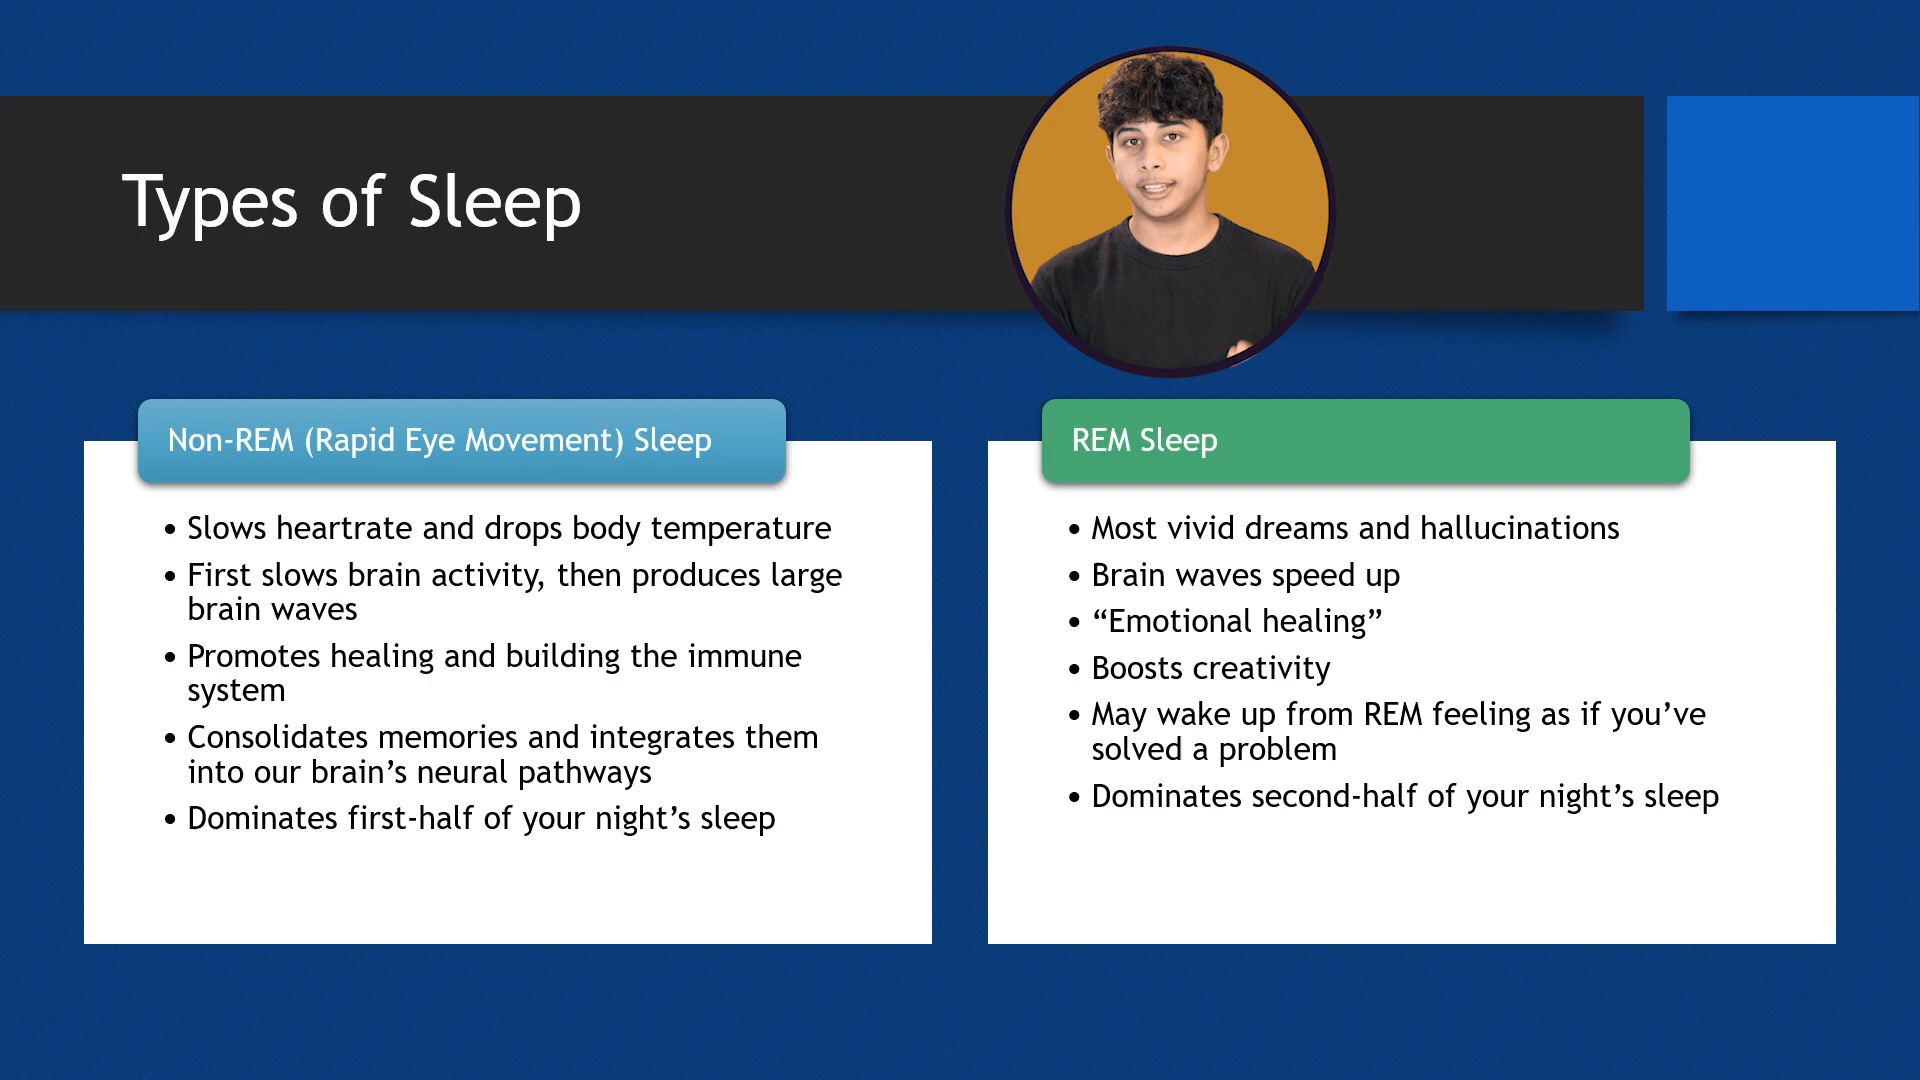 Types of Sleep
Non-REM (Rapid Eye Movement) Sleep
• Slows heartrate and drops body temperature
• First slows brain activity, then produces large
brain waves
• Promotes healing and building the immune
system
• Consolidates memories and integrates them
into our brain’s neural pathways
• Dominates first-half of your night’s sleep
REM Sleep
• Most vivid dreams and hallucinations
• Brain waves speed up
• “Emotional healing”
• Boosts creativity
• May wake up from REM feeling as if you’ve
solved a problem
• Dominates second-half of your night’s sleep